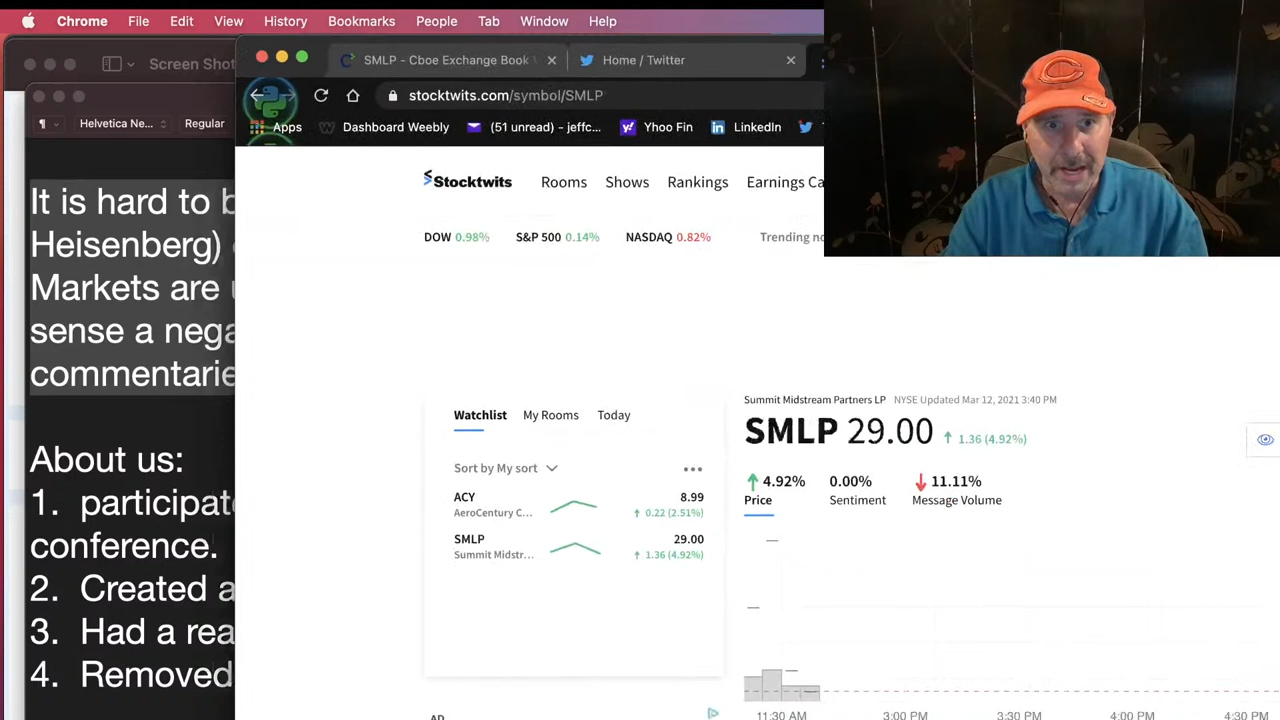 Chrome File Edit View History Bookmarks People Tab Window Help
Screen Shot
SMLP - Cboe Exchange Book
Home / Twitter
Helvetica Ne...
Regular
stocktwits.com/symbol/SMLP
Apps
Dashboard Weekly
(51 unread) - jeffc...
Yhoo Fin
LinkedIn
It is hard to b
Heisenberg)
Markets are
sense a nega
commentarie
About us:
1. participate
conference.
2. Created a
3. Had a rea
4. Removed
Stocktwits
Rooms Shows Rankings Earnings Ca
DOW 0.98% S&P 500 0.14% NASDAQ 0.82% Trending no
Watchlist My Rooms Today
Sort by My sort
ACY 8.99
AeroCentury C... ↑ 0.22 (2.51%)
SMLP 29.00
Summit Midstr... ↑ 1.36 (4.92%)
Summit Midstream Partners LP NYSE Updated Mar 12, 2021 3:40 PM
SMLP 29.00 ↑ 1.36 (4.92%)
↑ 4.92% 0.00% ↓ 11.11%
Price Sentiment Message Volume
11:30 AM 3:00 PM 3:30 PM 4:00 PM 4:30 PM
AD